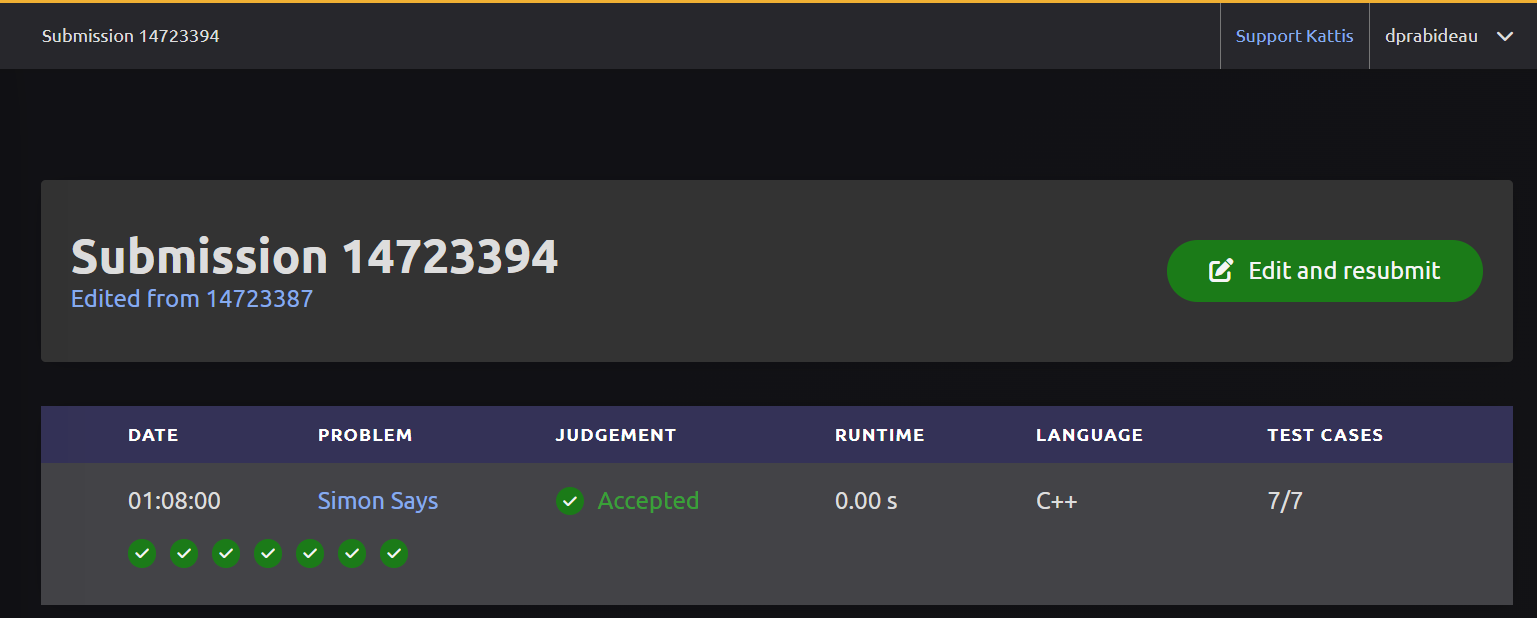 Submission 14723394
Support Kattis
dprabideau
Submission 14723394
Edited from 14723387
Edit and resubmit
DATE PROBLEM JUDGEMENT RUNTIME LANGUAGE TEST CASES
01:08:00 Simon Says Accepted 0.00 s C++ 7/7